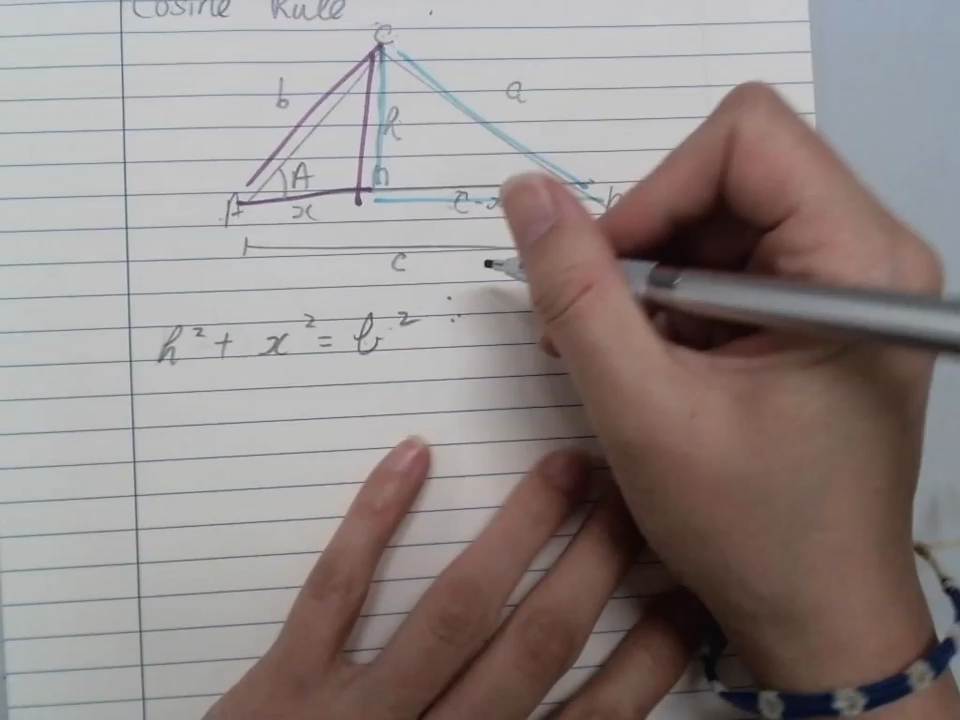 Cosine Rule
C
b a
h
A A
x c-x
c
h² + x² = b² ∴